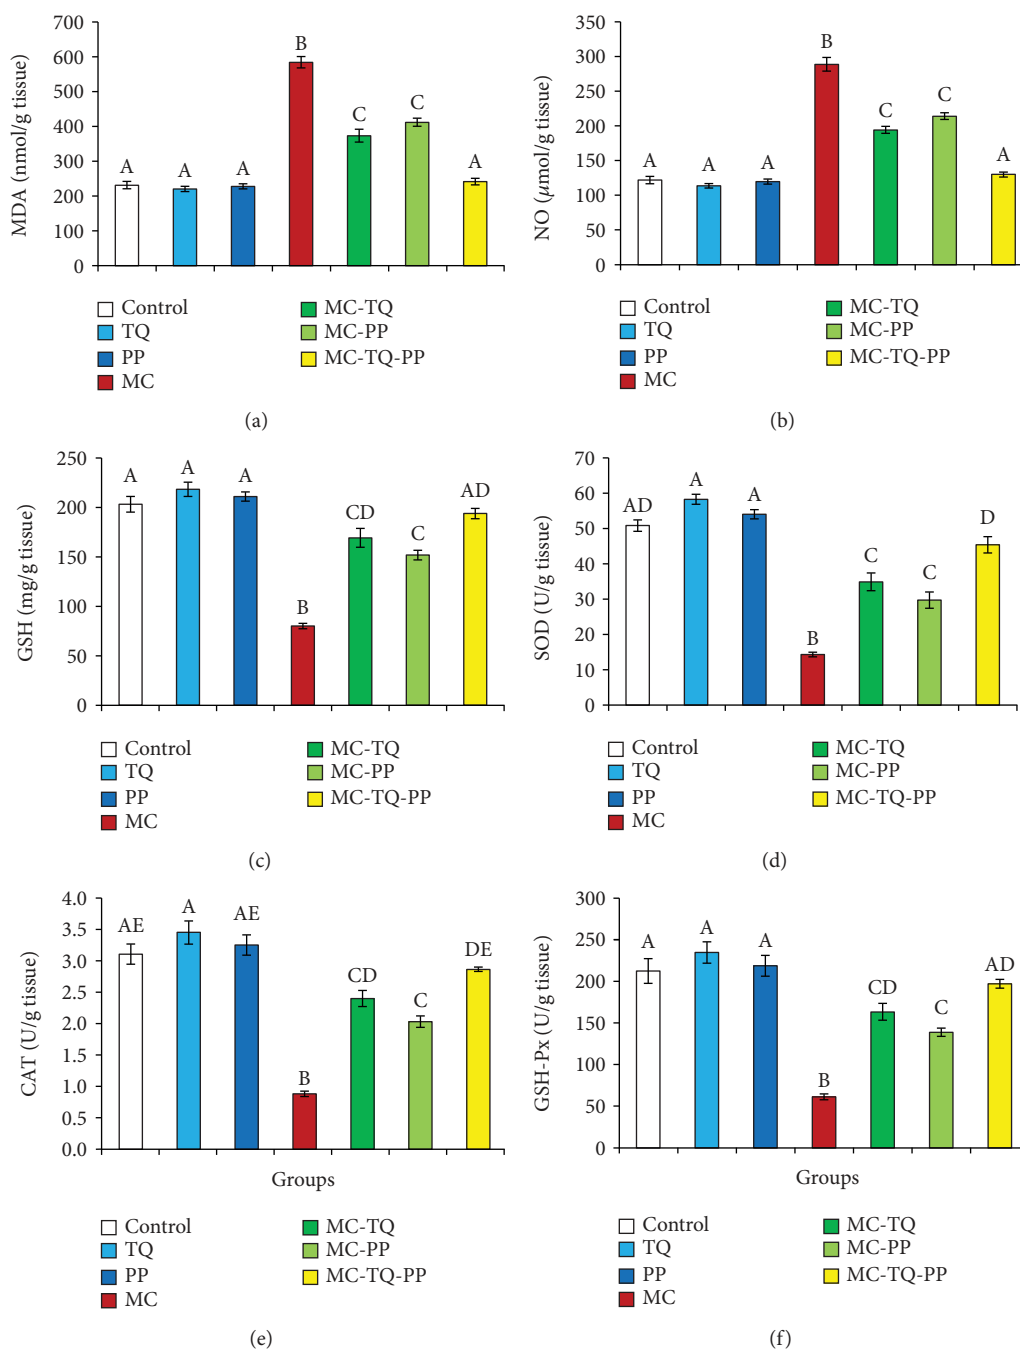 MDA (nmol/g tissue)
700
600
500
400
300
200
100
0
A A A B C C A
Control
TQ
PP
MC
MC-TQ
MC-PP
MC-TQ-PP
(a)
NO (μmol/g tissue)
350
300
250
200
150
100
50
0
A A A B C C A
Control
TQ
PP
MC
MC-TQ
MC-PP
MC-TQ-PP
(b)
GSH (mg/g tissue)
250
200
150
100
50
0
A A A B CD C AD
Control
TQ
PP
MC
MC-TQ
MC-PP
MC-TQ-PP
(c)
SOD (U/g tissue)
70
60
50
40
30
20
10
0
AD A A B C C D
Control
TQ
PP
MC
MC-TQ
MC-PP
MC-TQ-PP
(d)
CAT (U/g tissue)
4.0
3.5
3.0
2.5
2.0
1.5
1.0
0.5
0.0
AE A AE B CD C DE
Groups
Control
TQ
PP
MC
MC-TQ
MC-PP
MC-TQ-PP
(e)
GSH-Px (U/g tissue)
300
250
200
150
100
50
0
A A A B CD C AD
Groups
Control
TQ
PP
MC
MC-TQ
MC-PP
MC-TQ-PP
(f)